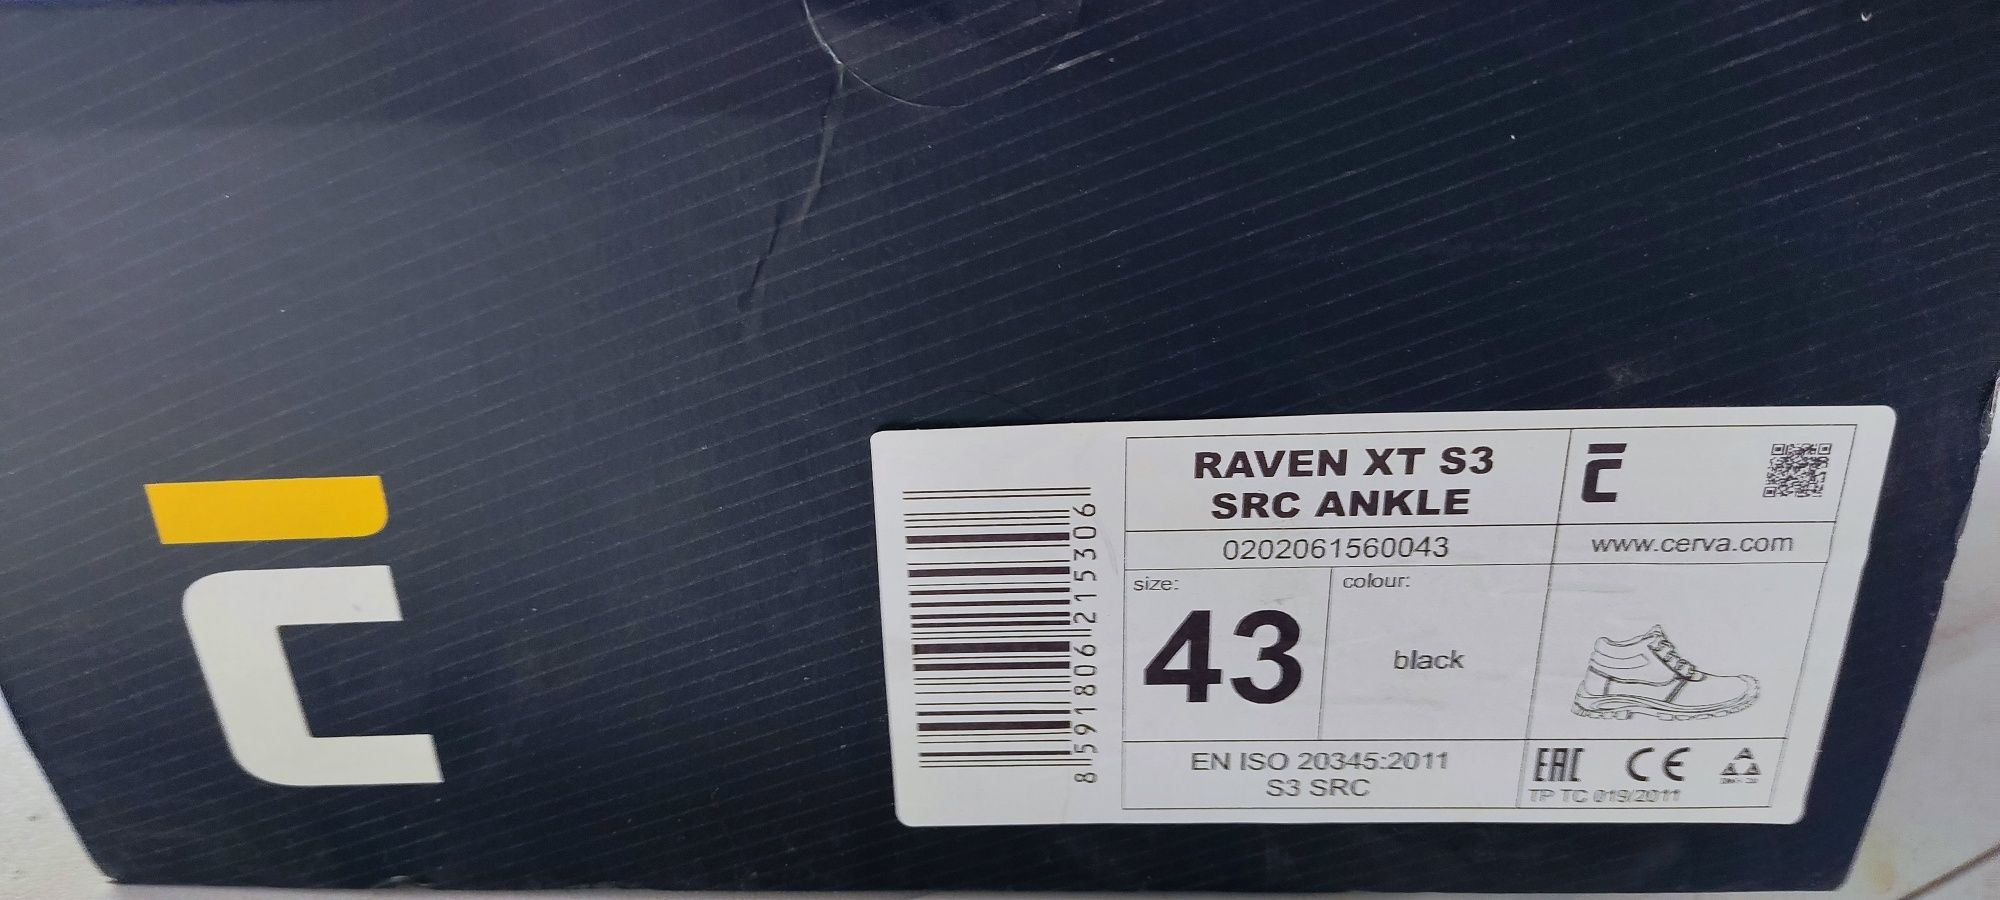 RAVEN XT S3
SRC ANKLE
0202061560043
www.cerva.com
size:
43
colour:
black
EN ISO 20345:2011
S3 SRC
EAC CE
TP TC 019/2011
8591806215306